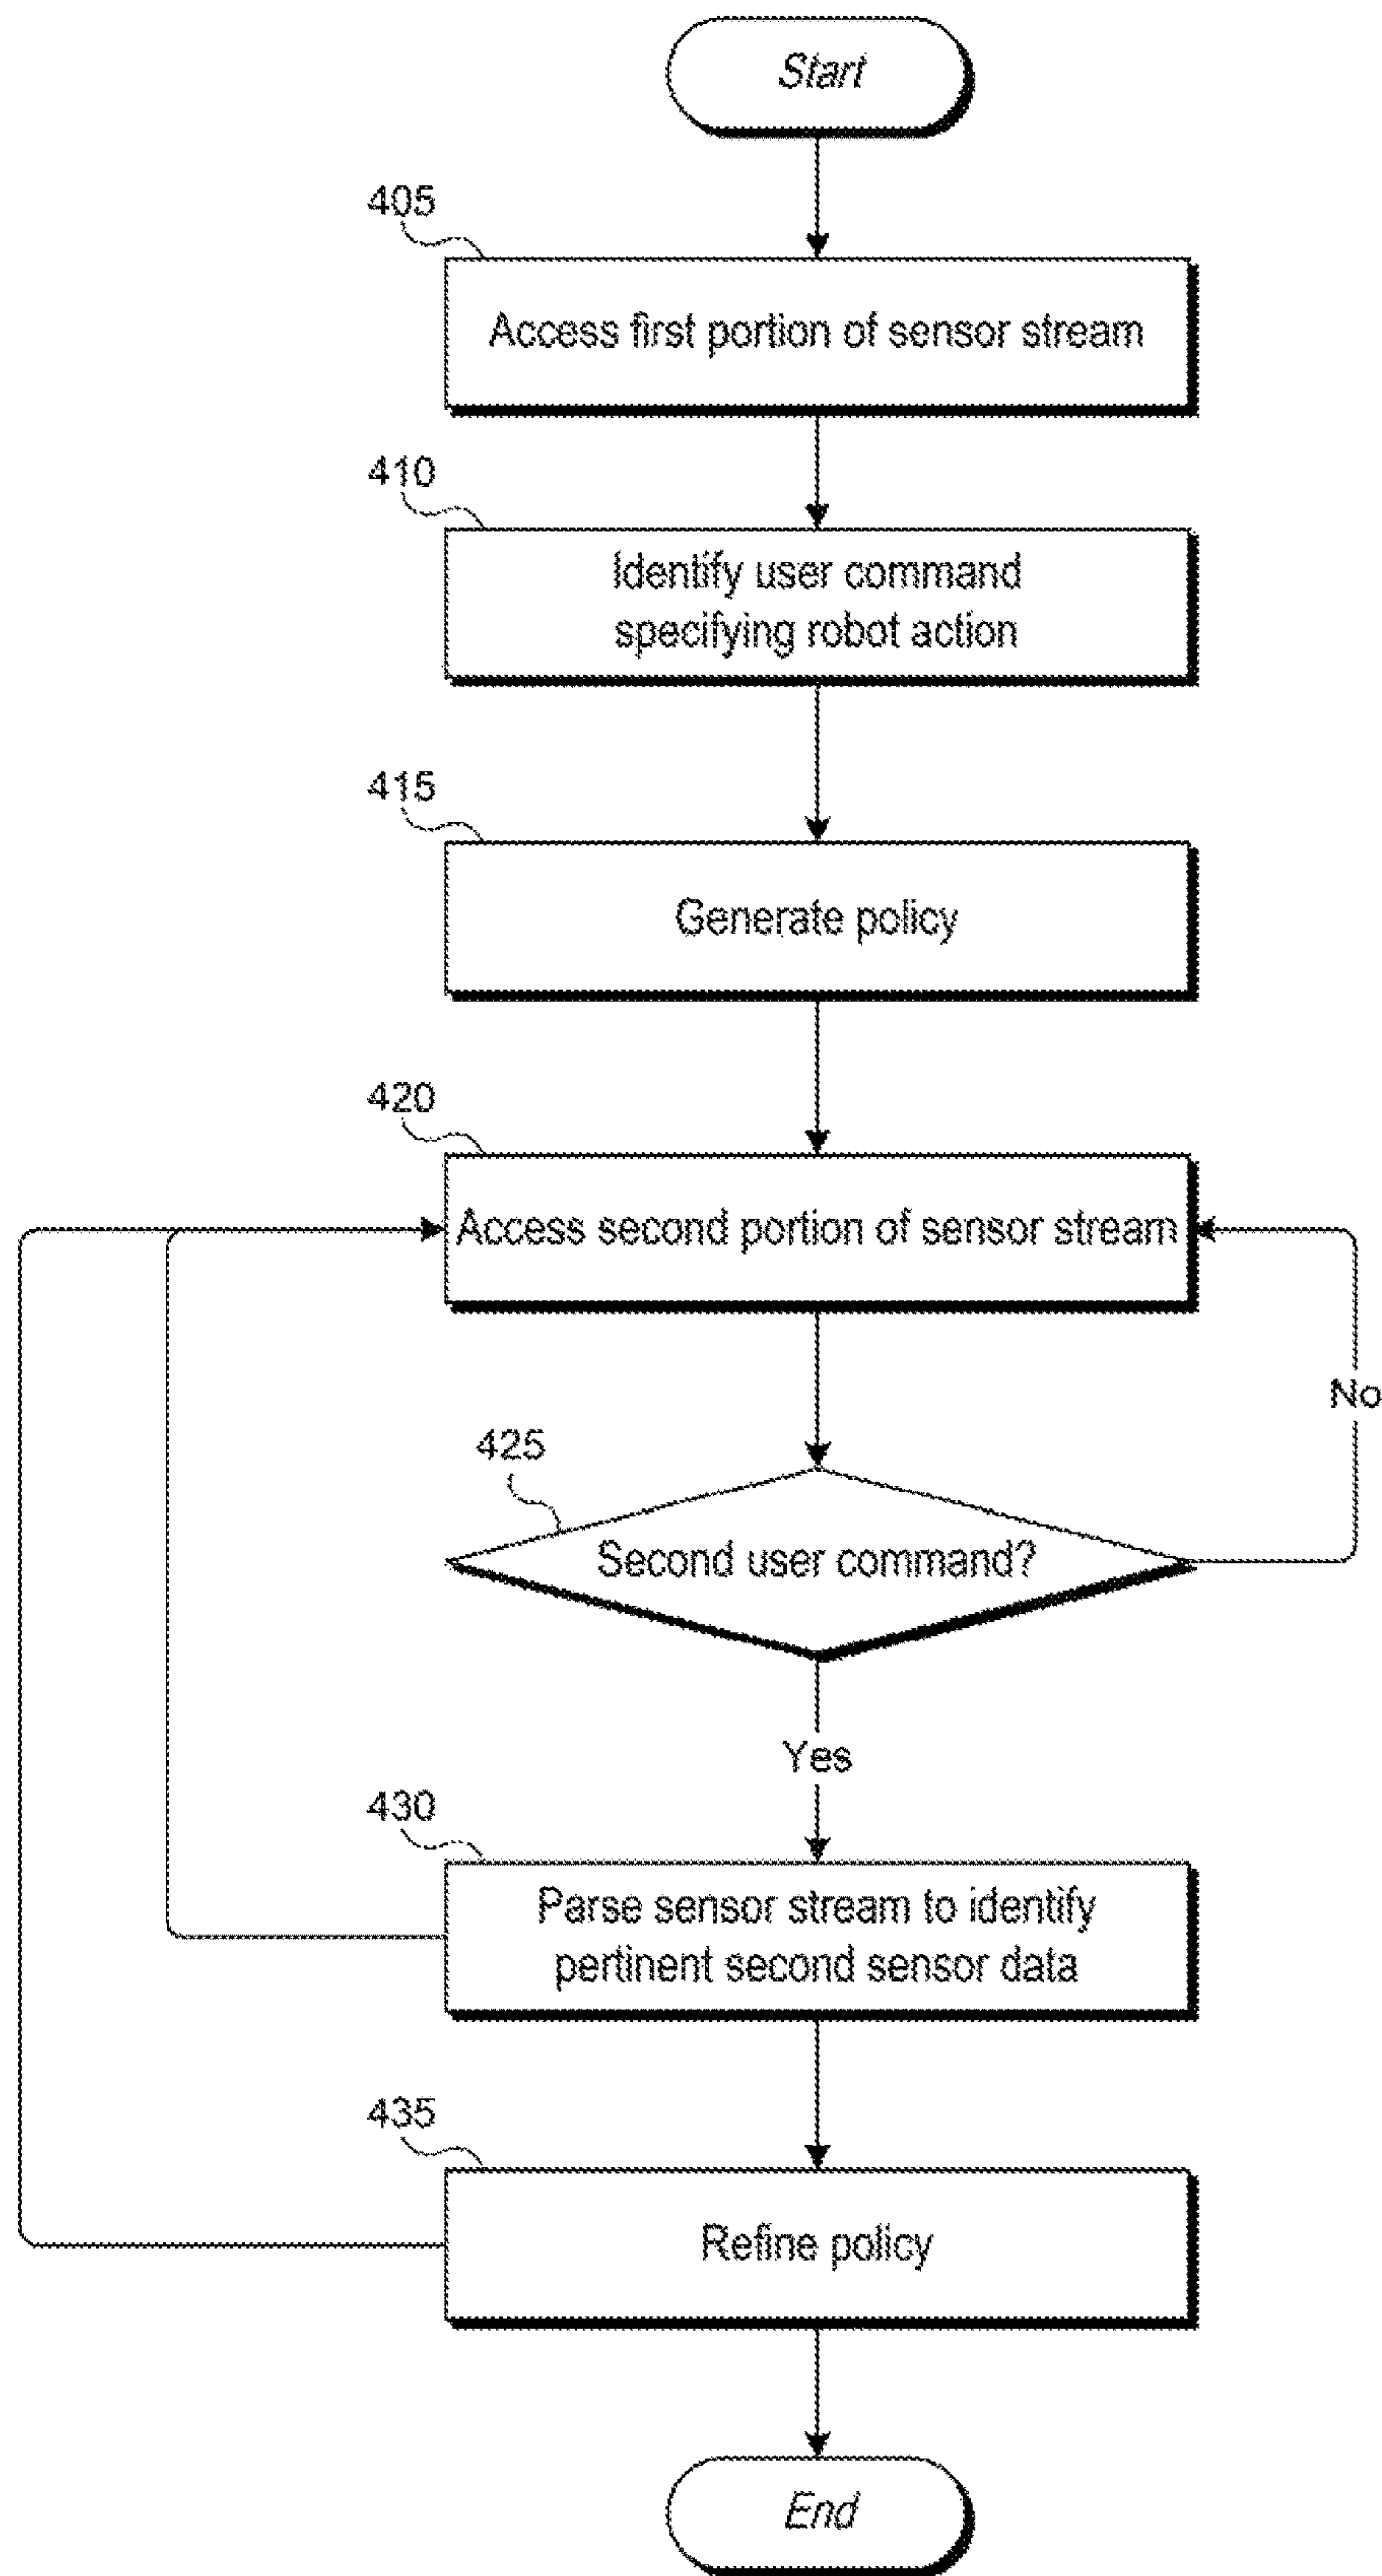 Start
405
Access first portion of sensor stream
410
Identify user command
specifying robot action
415
Generate policy
420
Access second portion of sensor stream
No
425
Second user command?
Yes
430
Parse sensor stream to identify
pertinent second sensor data
435
Refine policy
End